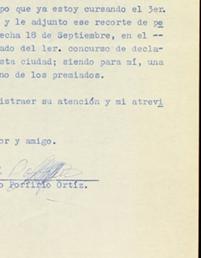 po que ya estoy cursando el 3er.
y le adjunto ese recorte de pe
echa 18 de Septiembre, en el --
ado del 1er. concurso de decla-
sta ciudad; siendo para mí, una
no de los premiados.
istraer su atención y mi atrevi
or y amigo.
o Porfirio Ortíz.